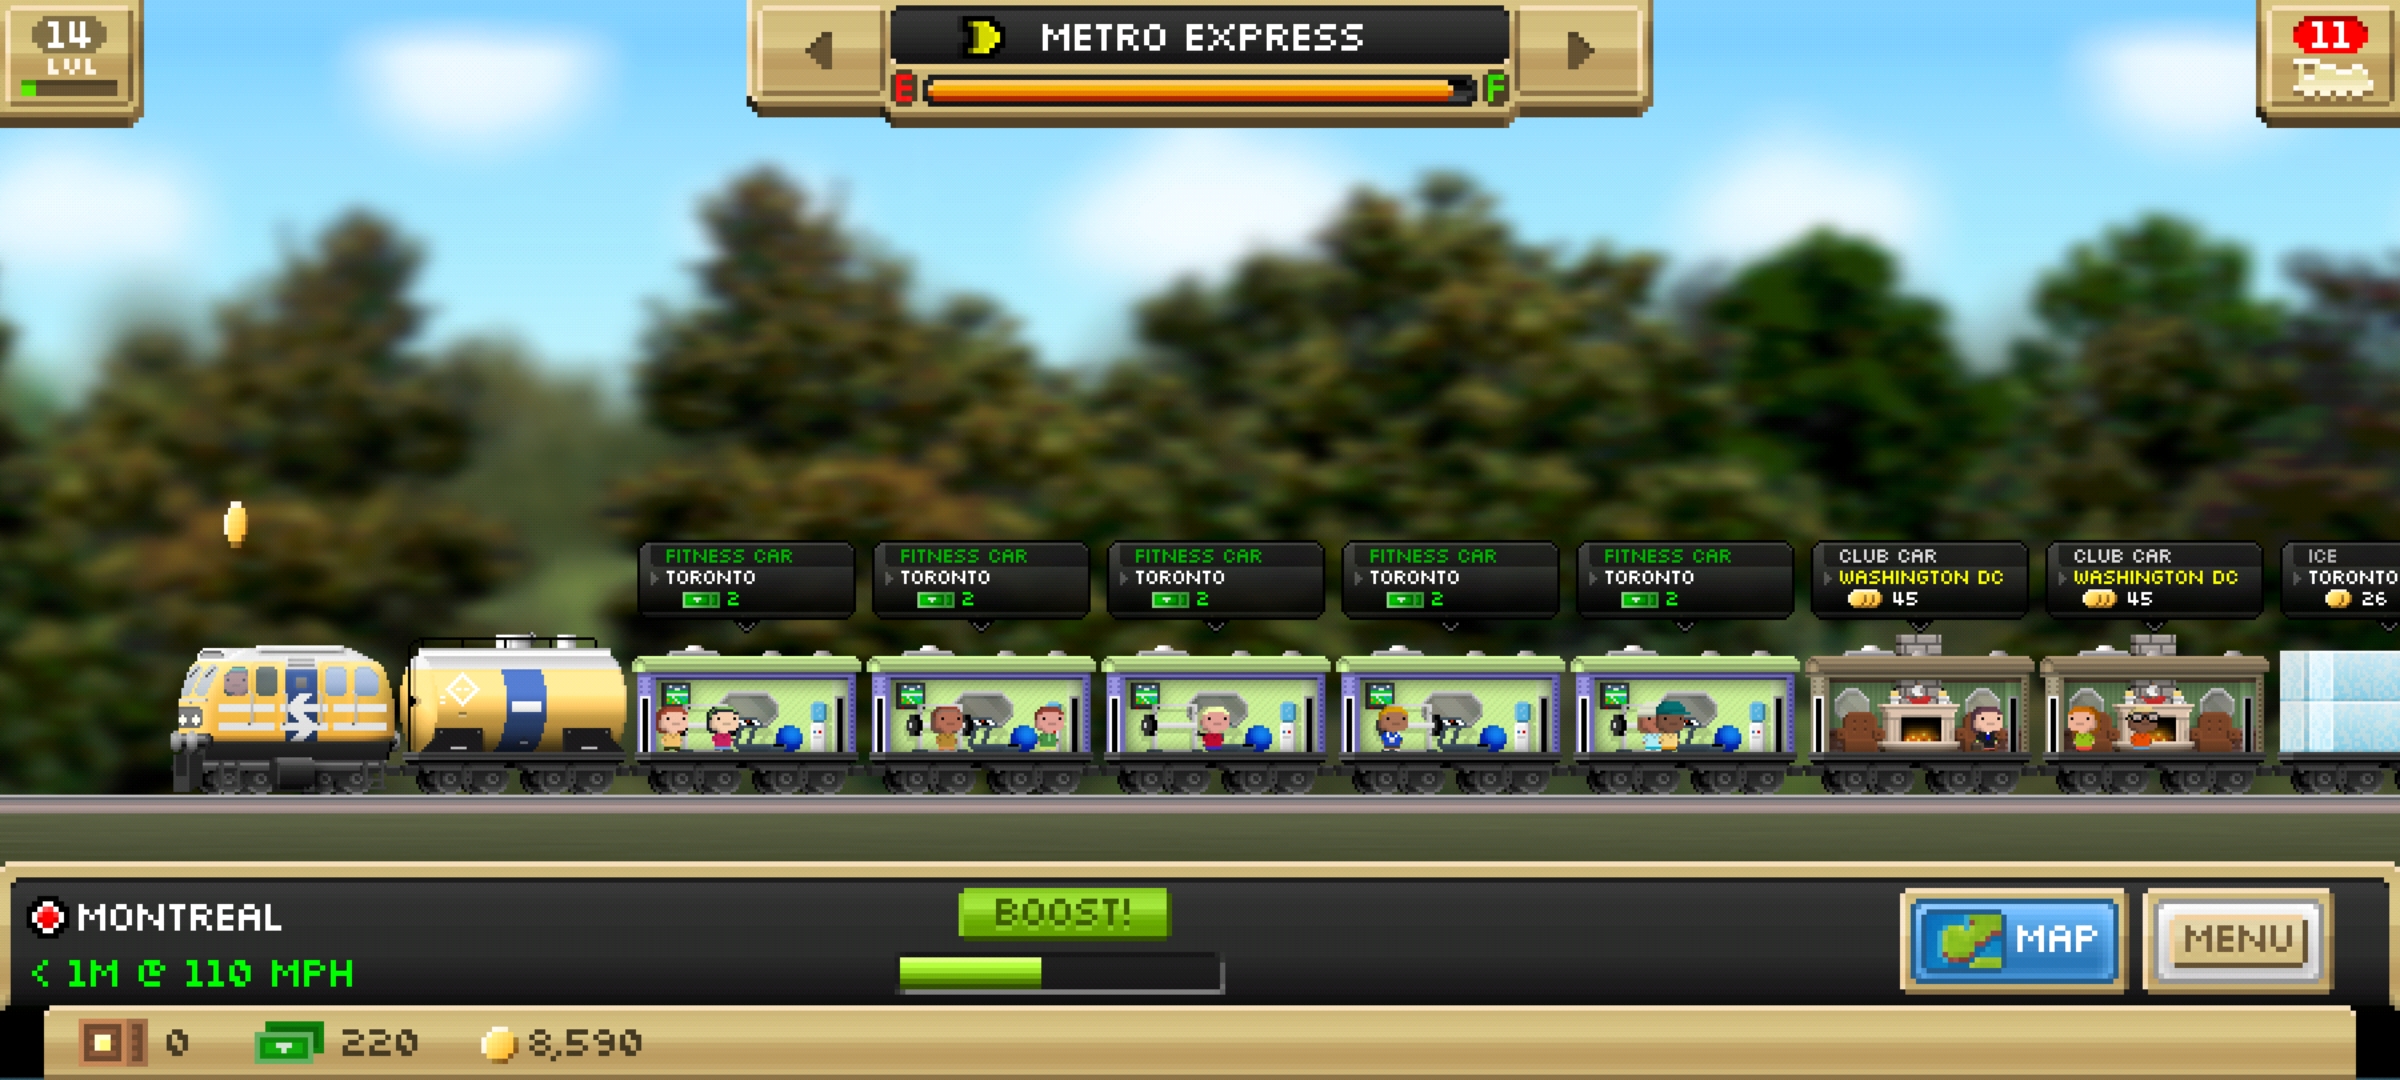 14
LVL
METRO EXPRESS
E
F
11
FITNESS CAR
TORONTO
2
FITNESS CAR
TORONTO
2
FITNESS CAR
TORONTO
2
FITNESS CAR
TORONTO
2
FITNESS CAR
TORONTO
2
CLUB CAR
WASHINGTON DC
45
CLUB CAR
WASHINGTON DC
45
ICE
TORONTO
26
MONTREAL
< 1M @ 110 MPH
BOOST!
MAP
MENU
0
220
8,590